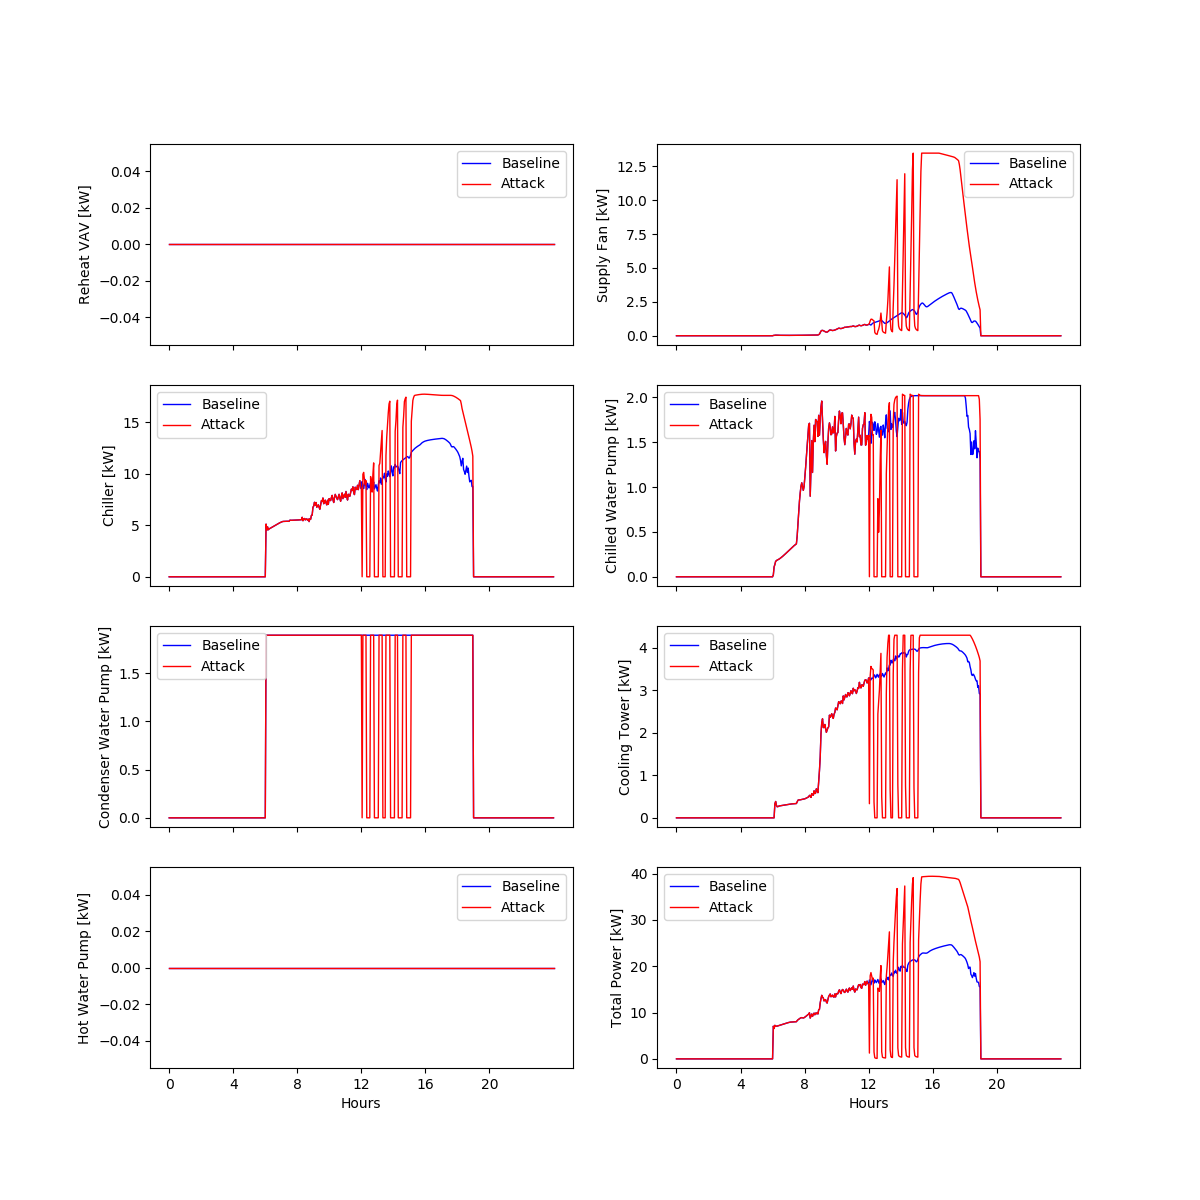 Reheat VAV [kW]
0.04
0.02
0.00
−0.02
−0.04
Baseline
Attack
Supply Fan [kW]
12.5
10.0
7.5
5.0
2.5
0.0
Baseline
Attack
Chiller [kW]
15
10
5
0
Baseline
Attack
Chilled Water Pump [kW]
2.0
1.5
1.0
0.5
0.0
Baseline
Attack
Condenser Water Pump [kW]
1.5
1.0
0.5
0.0
Baseline
Attack
Cooling Tower [kW]
4
3
2
1
0
Baseline
Attack
Hot Water Pump [kW]
0.04
0.02
0.00
−0.02
−0.04
Baseline
Attack
0 4 8 12 16 20
Hours
Total Power [kW]
40
30
20
10
0
Baseline
Attack
0 4 8 12 16 20
Hours